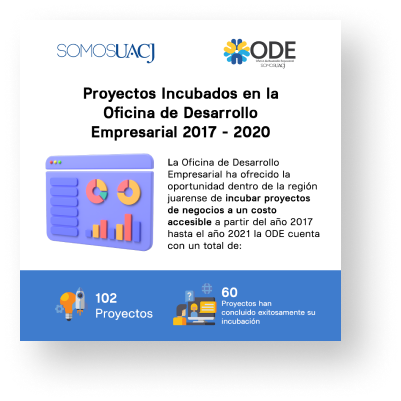 SOMOSUACJ
ODE
SOMOSUACJ
Proyectos Incubados en la
Oficina de Desarrollo
Empresarial 2017 - 2020
La Oficina de Desarrollo
Empresarial ha ofrecido la
oportunidad dentro de la región
juarense de incubar proyectos
de negocios a un costo
accesible a partir del año 2017
hasta el año 2021 la ODE cuenta
con un total de:
102
Proyectos
60
Proyectos han
concluido exitosamente su
incubación